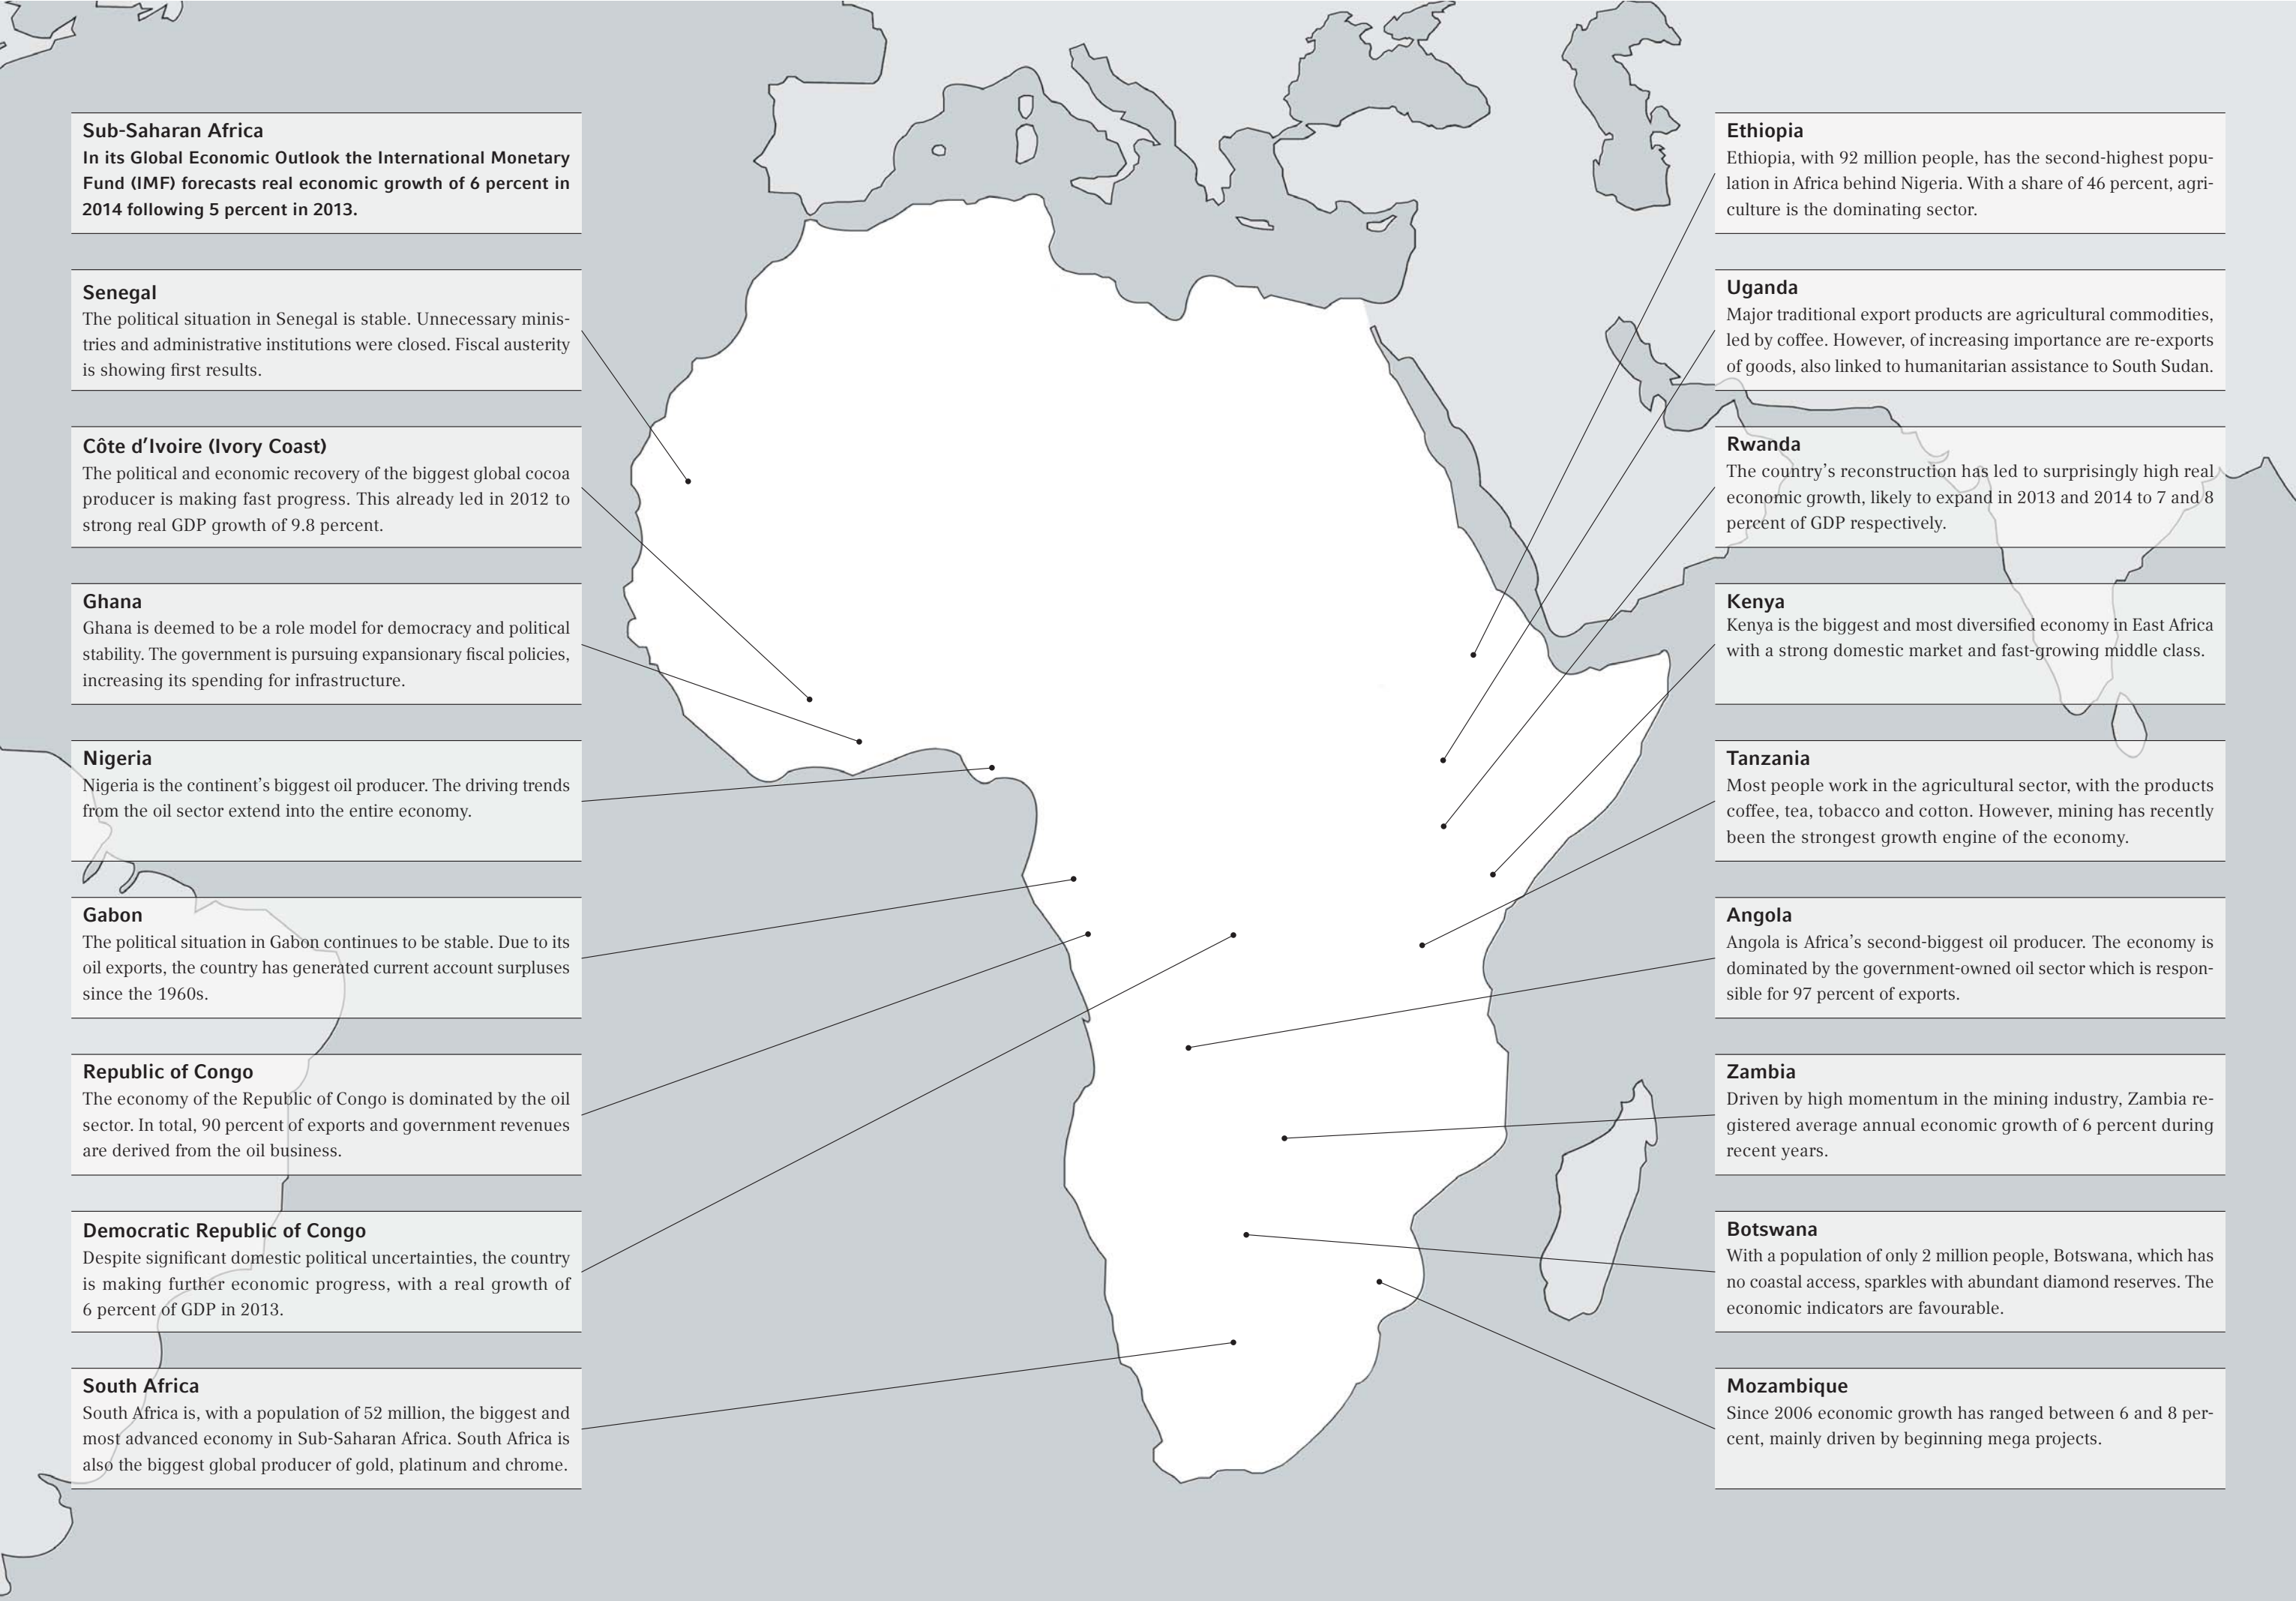 Sub-Saharan Africa
In its Global Economic Outlook the International Monetary
Fund (IMF) forecasts real economic growth of 6 percent in
2014 following 5 percent in 2013.
Senegal
The political situation in Senegal is stable. Unnecessary minis-
tries and administrative institutions were closed. Fiscal austerity
is showing first results.
Côte d’Ivoire (Ivory Coast)
The political and economic recovery of the biggest global cocoa
producer is making fast progress. This already led in 2012 to
strong real GDP growth of 9.8 percent.
Ghana
Ghana is deemed to be a role model for democracy and political
stability. The government is pursuing expansionary fiscal policies,
increasing its spending for infrastructure.
Nigeria
Nigeria is the continent’s biggest oil producer. The driving trends
from the oil sector extend into the entire economy.
Gabon
The political situation in Gabon continues to be stable. Due to its
oil exports, the country has generated current account surpluses
since the 1960s.
Republic of Congo
The economy of the Republic of Congo is dominated by the oil
sector. In total, 90 percent of exports and government revenues
are derived from the oil business.
Democratic Republic of Congo
Despite significant domestic political uncertainties, the country
is making further economic progress, with a real growth of
6 percent of GDP in 2013.
South Africa
South Africa is, with a population of 52 million, the biggest and
most advanced economy in Sub-Saharan Africa. South Africa is
also the biggest global producer of gold, platinum and chrome.
Ethiopia
Ethiopia, with 92 million people, has the second-highest popu-
lation in Africa behind Nigeria. With a share of 46 percent, agri-
culture is the dominating sector.
Uganda
Major traditional export products are agricultural commodities,
led by coffee. However, of increasing importance are re-exports
of goods, also linked to humanitarian assistance to South Sudan.
Rwanda
The country’s reconstruction has led to surprisingly high real
economic growth, likely to expand in 2013 and 2014 to 7 and 8
percent of GDP respectively.
Kenya
Kenya is the biggest and most diversified economy in East Africa
with a strong domestic market and fast-growing middle class.
Tanzania
Most people work in the agricultural sector, with the products
coffee, tea, tobacco and cotton. However, mining has recently
been the strongest growth engine of the economy.
Angola
Angola is Africa’s second-biggest oil producer. The economy is
dominated by the government-owned oil sector which is respon-
sible for 97 percent of exports.
Zambia
Driven by high momentum in the mining industry, Zambia re-
gistered average annual economic growth of 6 percent during
recent years.
Botswana
With a population of only 2 million people, Botswana, which has
no coastal access, sparkles with abundant diamond reserves. The
economic indicators are favourable.
Mozambique
Since 2006 economic growth has ranged between 6 and 8 per-
cent, mainly driven by beginning mega projects.